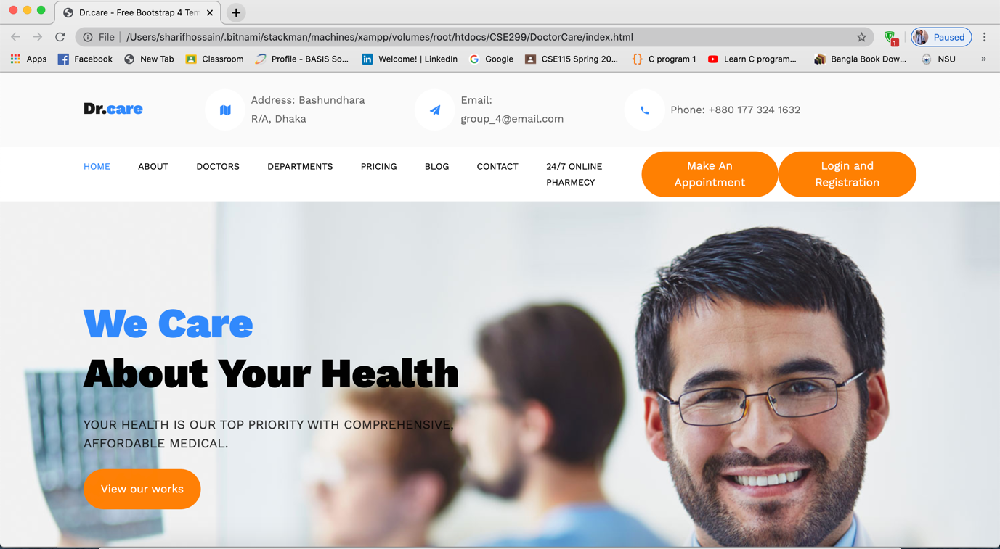 Dr.care - Free Bootstrap 4 Tem
File
/Users/sharifhossain/.bitnami/stackman/machines/xampp/volumes/root/htdocs/CSE299/DoctorCare/index.html
1
Paused
Apps
Facebook
New Tab
Classroom
Profile - BASIS So...
Welcome! | LinkedIn
Google
CSE115 Spring 20...
C program 1
Learn C program...
Bangla Book Dow...
NSU
»
Dr.care
Address: Bashundhara
R/A, Dhaka
Email:
group_4@email.com
Phone: +880 177 324 1632
HOME
ABOUT
DOCTORS
DEPARTMENTS
PRICING
BLOG
CONTACT
24/7 ONLINE
PHARMECY
Make An
Appointment
Login and
Registration
We Care
About Your Health
YOUR HEALTH IS OUR TOP PRIORITY WITH COMPREHENSIVE,
AFFORDABLE MEDICAL.
View our works